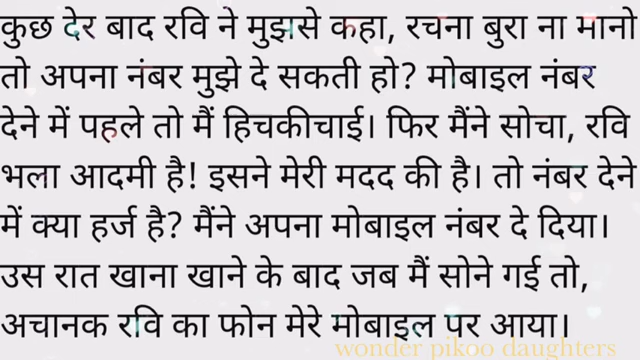 कुछ देर बाद रवि ने मुझसे कहा, रचना बुरा ना मानो
तो अपना नंबर मुझे दे सकती हो? मोबाइल नंबर
देने में पहले तो मैं हिचकीचाई। फिर मैंने सोचा, रवि
भला आदमी है! इसने मेरी मदद की है। तो नंबर देने
में क्या हर्ज है? मैंने अपना मोबाइल नंबर दे दिया।
उस रात खाना खाने के बाद जब मैं सोने गई तो,
अचानक रवि का फोन मेरे मोबाइल पर आया।
wonder pikoo daughters